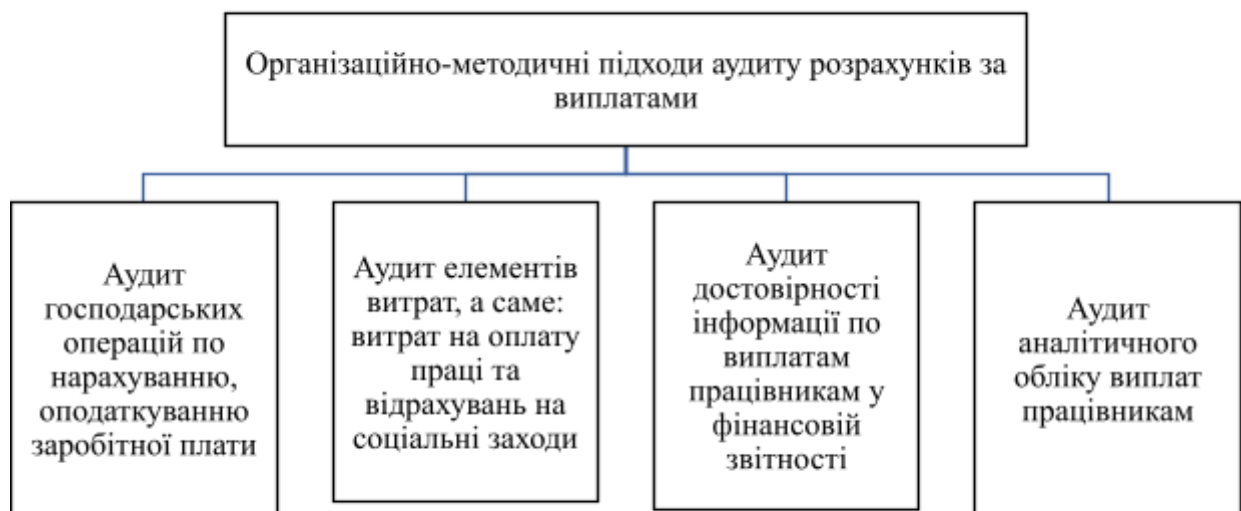 Організаційно-методичні підходи аудиту розрахунків за
виплатами
Аудит
господарських
операцій по
нарахуванню,
оподаткуванню
заробітної плати
Аудит елементів
витрат, а саме:
витрат на оплату
праці та
відрахувань на
соціальні заходи
Аудит
достовірності
інформації по
виплатам
працівникам у
фінансовій
звітності
Аудит
аналітичного
обліку виплат
працівникам